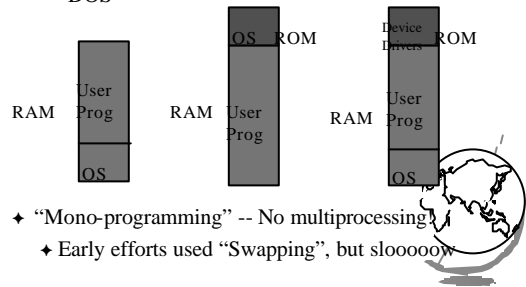 DOS
OS ROM
Device
Drivers ROM
User
Prog
RAM
User
Prog
RAM
User
Prog
RAM
OS
OS
✦ “Mono-programming” -- No multiprocessing!
✦ Early efforts used “Swapping”, but slooooow